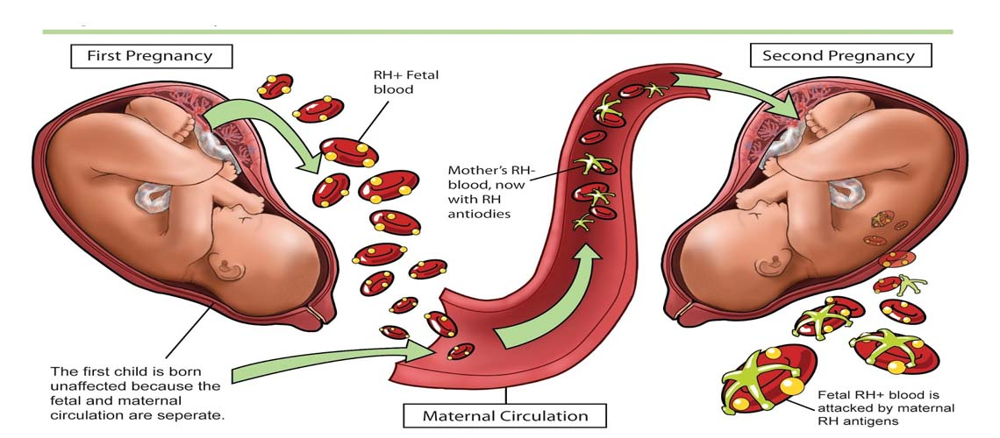 First Pregnancy
RH+ Fetal
blood
Second Pregnancy
Mother's RH-
blood, now
with RH
antiodies
The first child is born
unaffected because the
fetal and maternal
circulation are seperate.
Maternal Circulation
Fetal RH+ blood is
attacked by maternal
RH antigens